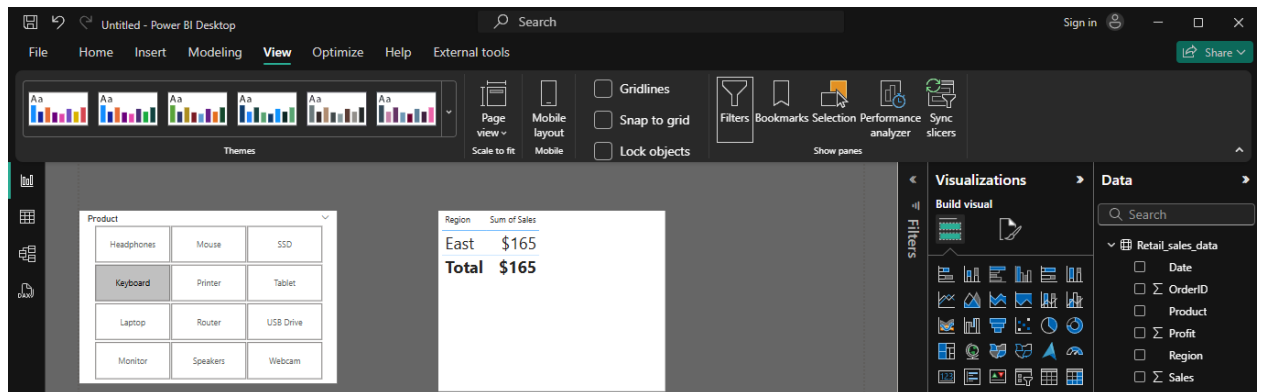 Untitled - Power BI Desktop
Search
Sign in
File Home Insert Modeling View Optimize Help External tools
Share
Aa Aa Aa Aa Aa Aa
Themes
Page view
Scale to fit
Mobile layout
Mobile
Gridlines
Snap to grid
Lock objects
Filters Bookmarks Selection Performance analyzer Sync slicers
Show panes
Product
Headphones Mouse SSD
Keyboard Printer Tablet
Laptop Router USB Drive
Monitor Speakers Webcam
Region Sum of Sales
East $165
Total $165
Filters
Visualizations
Build visual
123
Data
Search
Retail_sales_data
Date
Σ OrderID
Product
Σ Profit
Region
Σ Sales
DAX